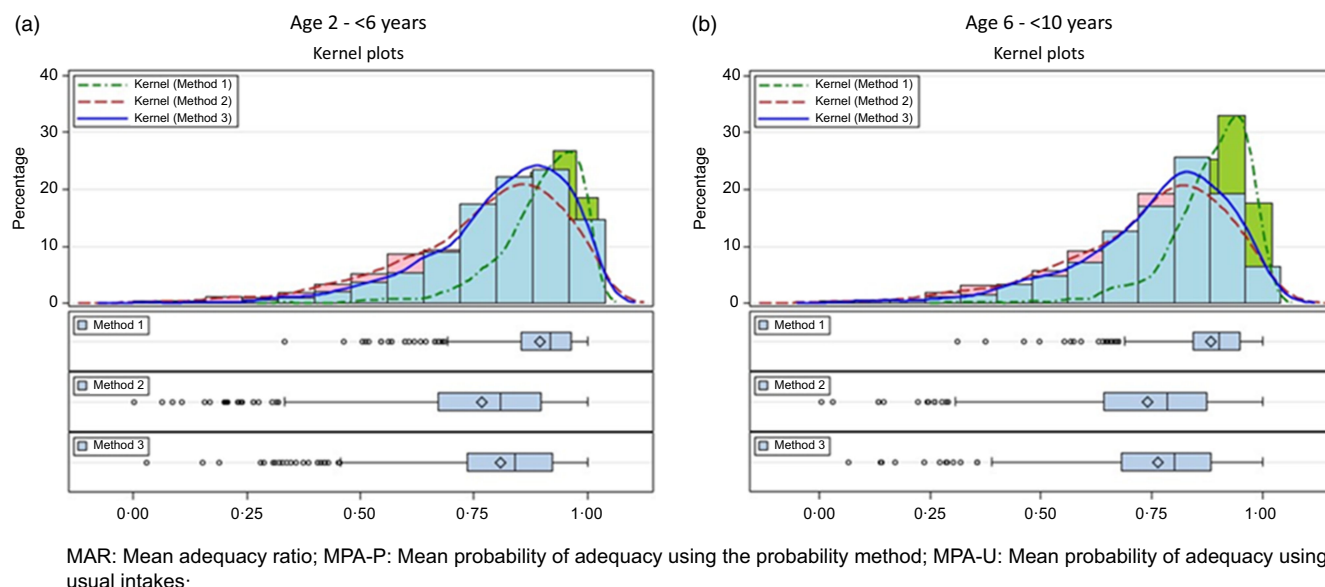 (a)
Age 2 - <6 years
Kernel plots
40
30
20
10
0
Percentage
Kernel (Method 1)
Kernel (Method 2)
Kernel (Method 3)
Method 1
Method 2
Method 3
0·00 0·25 0·50 0·75 1·00
(b)
Age 6 - <10 years
Kernel plots
40
30
20
10
0
Percentage
Kernel (Method 1)
Kernel (Method 2)
Kernel (Method 3)
Method 1
Method 2
Method 3
0·00 0·25 0·50 0·75 1·00
MAR: Mean adequacy ratio; MPA-P: Mean probability of adequacy using the probability method; MPA-U: Mean probability of adequacy using
usual intakes·